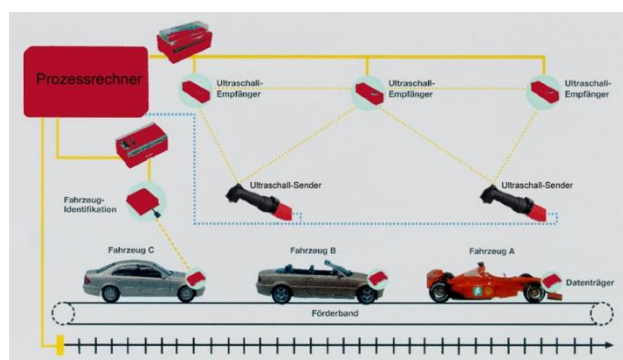 Prozessrechner
Ultraschall-
Empfänger
Ultraschall-
Empfänger
Ultraschall-
Empfänger
Fahrzeug-
Identifikation
Ultraschall-Sender
Ultraschall-Sender
Fahrzeug C
Fahrzeug B
Fahrzeug A
Datenträger
Förderband